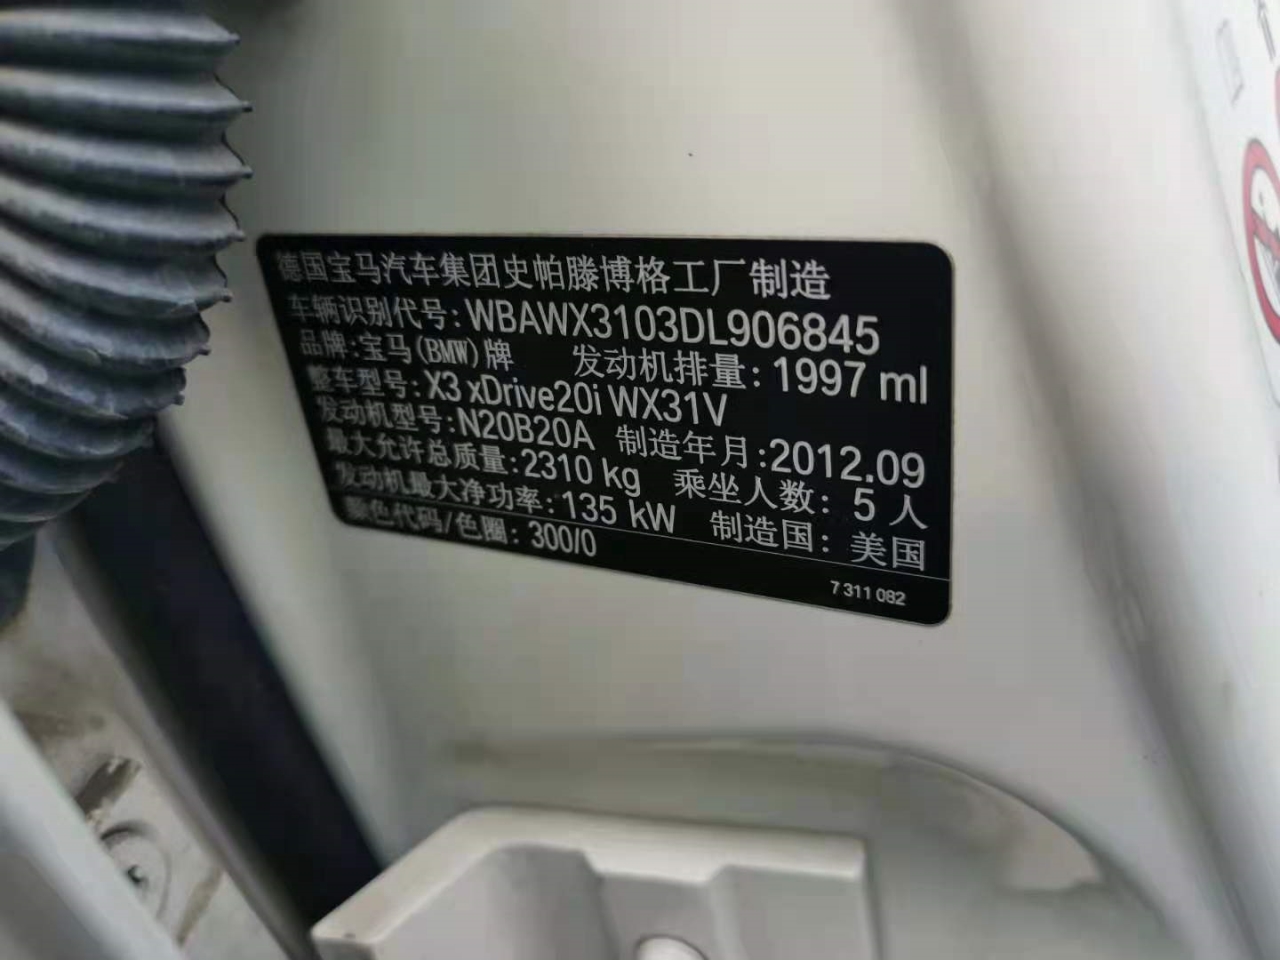 德国宝马汽车集团史帕滕博格工厂制造
车辆识别代号:WBAWX3103DL906845
品牌:宝马(BMW)牌 发动机排量: 1997 ml
整车型号: X3 xDrive20i WX31V
发动机型号: N20B20A 制造年月:2012.09
最大允许总质量: 2310 kg 乘坐人数: 5 人
发动机最大净功率: 135 kW 制造国: 美国
颜色代码/色圈: 300/0
7 311 082